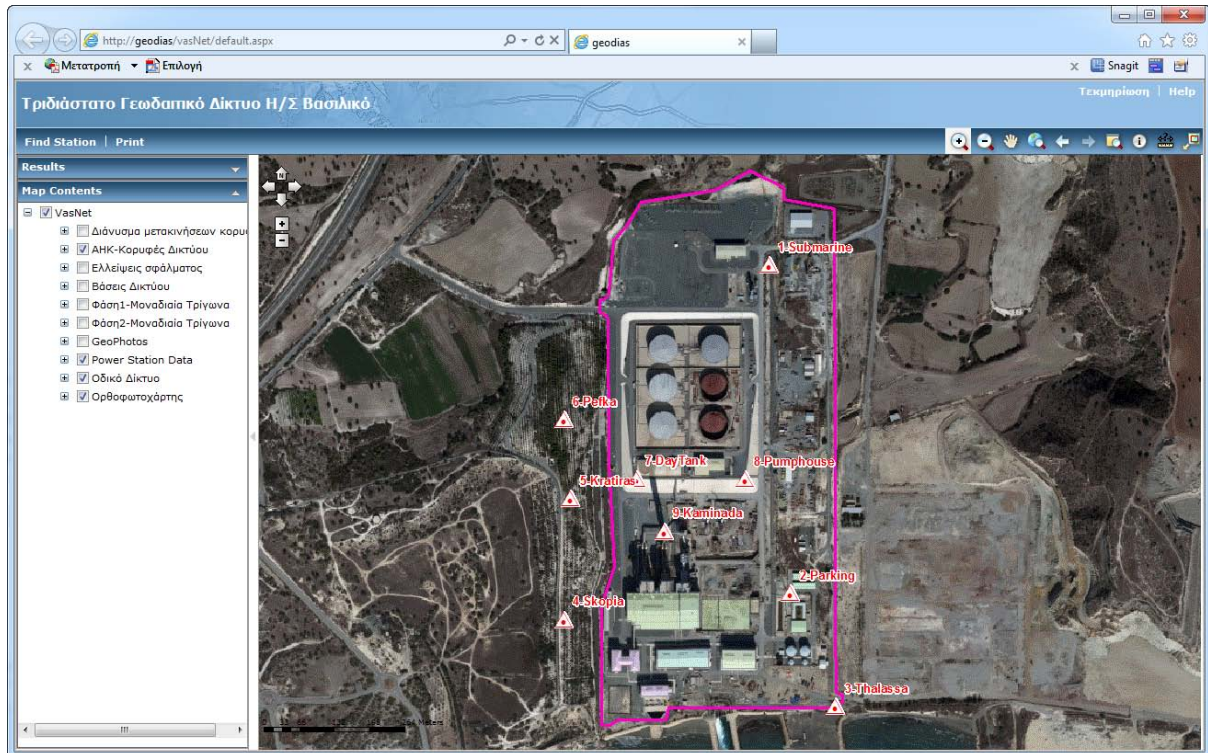 http://geodias/vasNet/default.aspx
geodias
Μετατροπή
Επιλογή
Snagit
Τριδιάστατο Γεωδαιτικό Δίκτυο Η/Σ Βασιλικό
Τεκμηρίωση | Help
Find Station | Print
Results
Map Contents
VasNet
Διάνυσμα μετακινήσεων κορυ
ΑΗΚ-Κορυφές Δικτύου
Ελλείψεις σφάλματος
Βάσεις Δικτύου
Φάση1-Μοναδιαία Τρίγωνα
Φάση2-Μοναδιαία Τρίγωνα
GeoPhotos
Power Station Data
Οδικό Δίκτυο
Ορθοφωτοχάρτης
N
1-Submarine
6-Pefka
7-DayTank
8-Pumphouse
5-Kratiras
9-Kaminada
2-Parking
4-Skopia
3-Thalassa
Meters